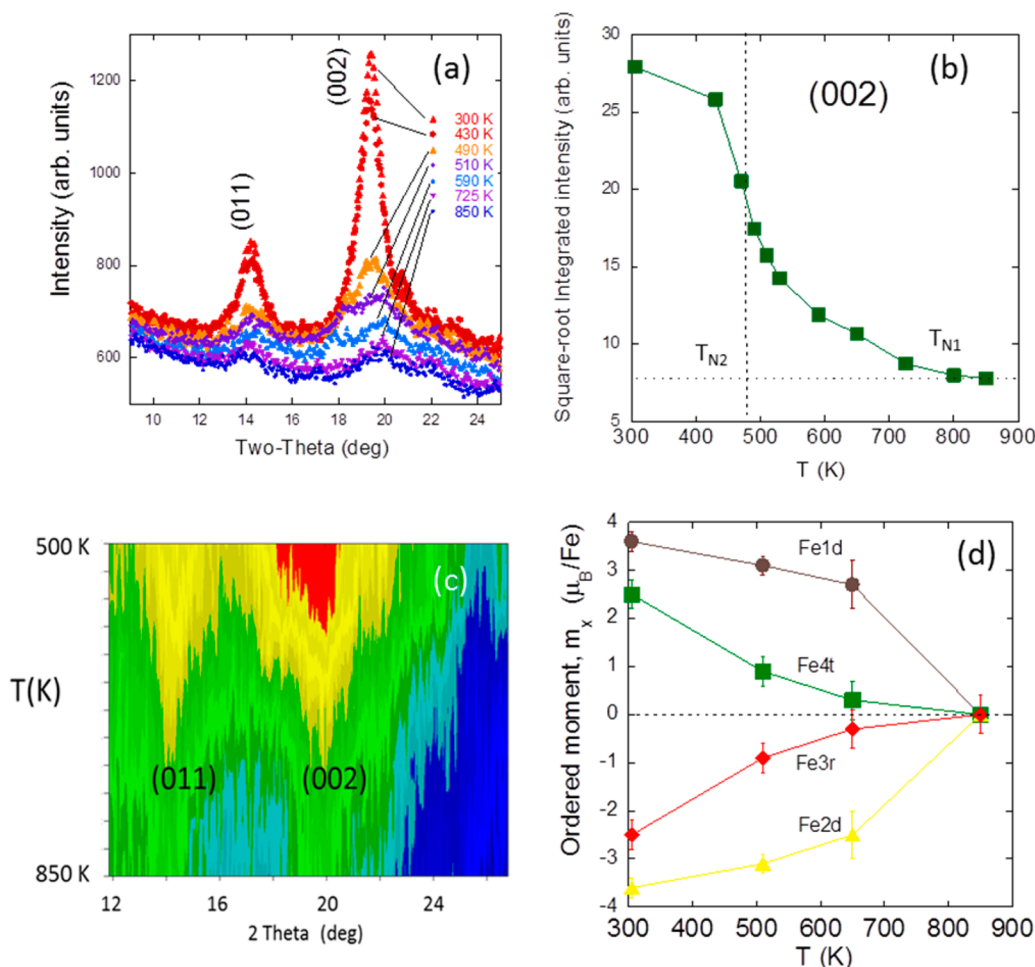 (a)
(011)
(002)
300 K
430 K
490 K
510 K
590 K
725 K
850 K
Intensity (arb. units)
1200
1000
800
600
10 12 14 16 18 20 22 24
Two-Theta (deg)
(b)
(002)
Square-root Integrated intensity (arb. units)
30
25
20
15
10
5
TN2
TN1
300 400 500 600 700 800 900
T (K)
(c)
500 K
T(K)
850 K
(011)
(002)
12 16 20 24
2 Theta (deg)
(d)
Ordered moment, mx (μB/Fe)
4
3
2
1
0
-1
-2
-3
-4
Fe1d
Fe4t
Fe3r
Fe2d
300 400 500 600 700 800 900
T (K)